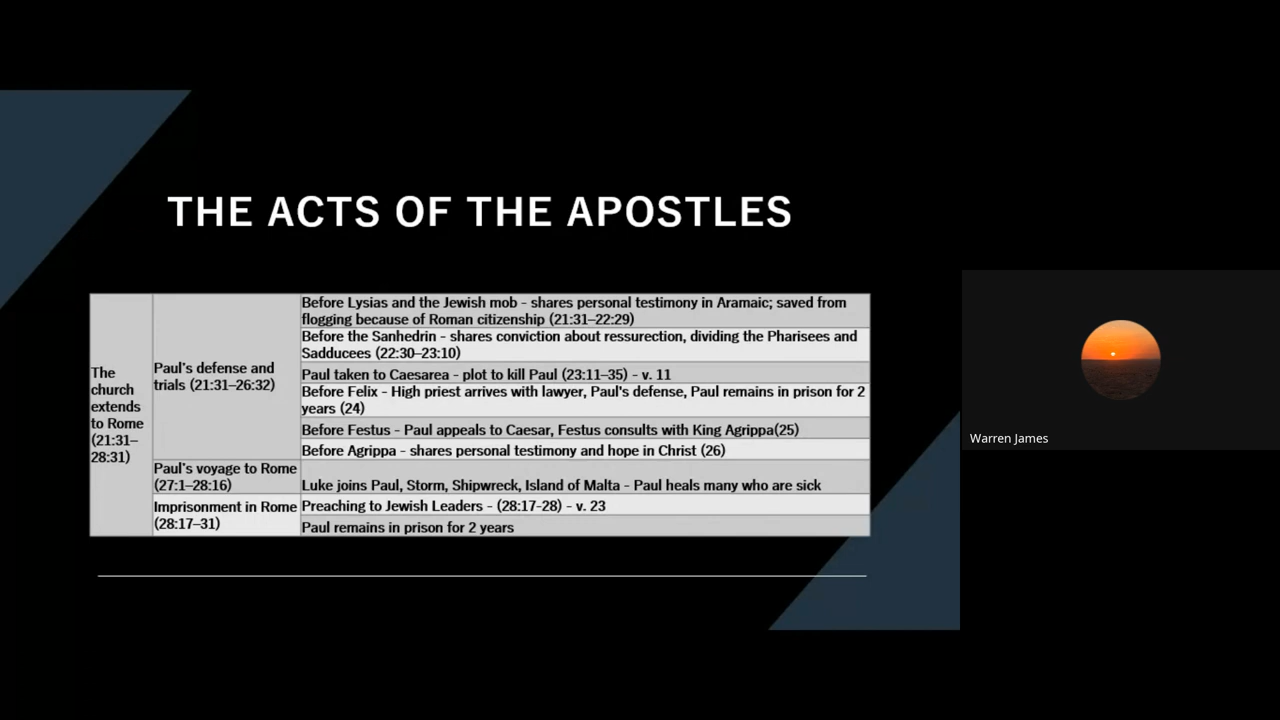 THE ACTS OF THE APOSTLES
The
church
extends
to Rome
(21:31–
28:31)
Paul's defense and
trials (21:31–26:32)
Before Lysias and the Jewish mob - shares personal testimony in Aramaic; saved from
flogging because of Roman citizenship (21:31–22:29)
Before the Sanhedrin - shares conviction about ressurection, dividing the Pharisees and
Sadducees (22:30–23:10)
Paul taken to Caesarea - plot to kill Paul (23:11–35) - v. 11
Before Felix - High priest arrives with lawyer, Paul's defense, Paul remains in prison for 2
years (24)
Before Festus - Paul appeals to Caesar, Festus consults with King Agrippa(25)
Before Agrippa - shares personal testimony and hope in Christ (26)
Paul's voyage to Rome
(27:1–28:16)
Luke joins Paul, Storm, Shipwreck, Island of Malta - Paul heals many who are sick
Imprisonment in Rome
(28:17–31)
Preaching to Jewish Leaders - (28:17-28) - v. 23
Paul remains in prison for 2 years
Warren James